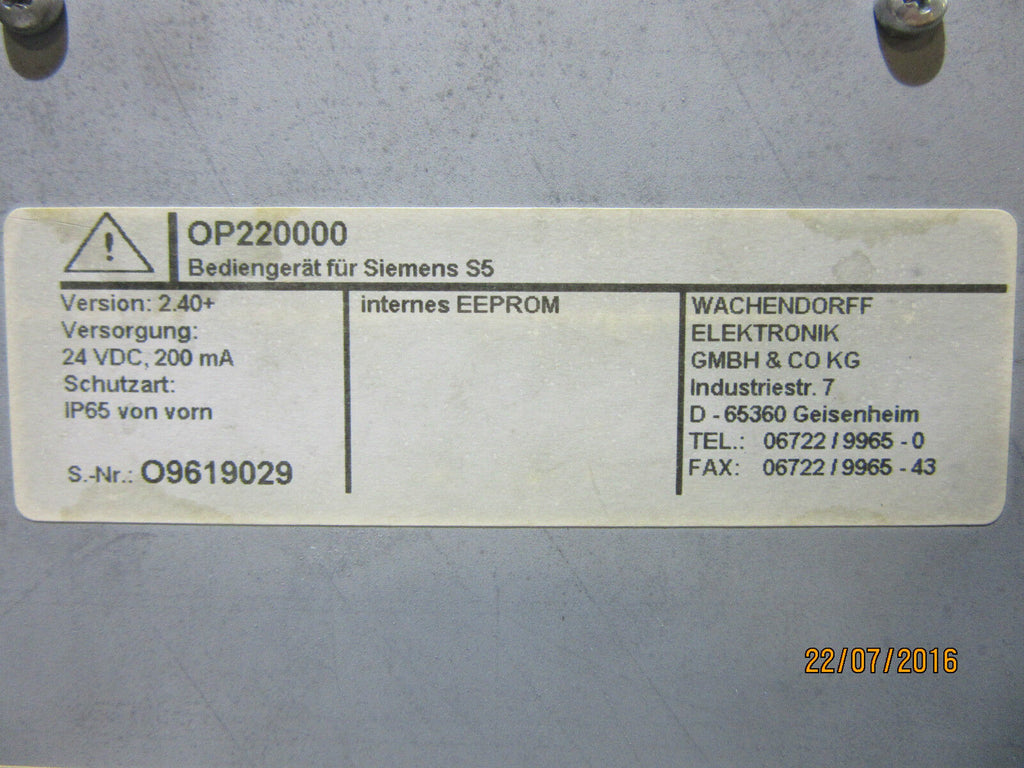 OP220000
Bediengerät für Siemens S5
Version: 2.40+
Versorgung:
24 VDC, 200 mA
Schutzart:
IP65 von vorn
S.-Nr.: O9619029
internes EEPROM
WACHENDORFF
ELEKTRONIK
GMBH & CO KG
Industriestr. 7
D - 65360 Geisenheim
TEL.: 06722 / 9965 - 0
FAX: 06722 / 9965 - 43
22/07/2016